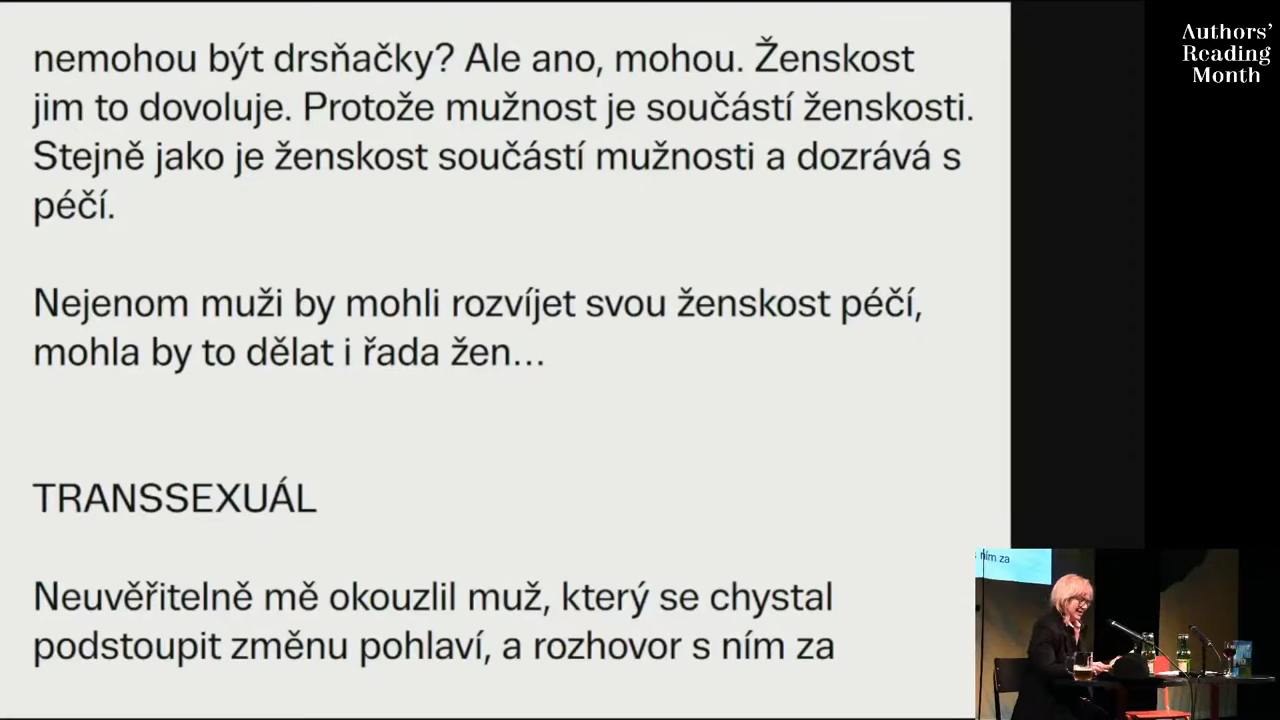 nemohou být drsňačky? Ale ano, mohou. Ženskost
jim to dovoluje. Protože mužnost je součástí ženskosti.
Stejně jako je ženskost součástí mužnosti a dozrává s
péčí.
Nejenom muži by mohli rozvíjet svou ženskost péčí,
mohla by to dělat i řada žen…
TRANSSEXUÁL
Neuvěřitelně mě okouzlil muž, který se chystal
podstoupit změnu pohlaví, a rozhovor s ním za
Authors’
Reading
Month
ním za